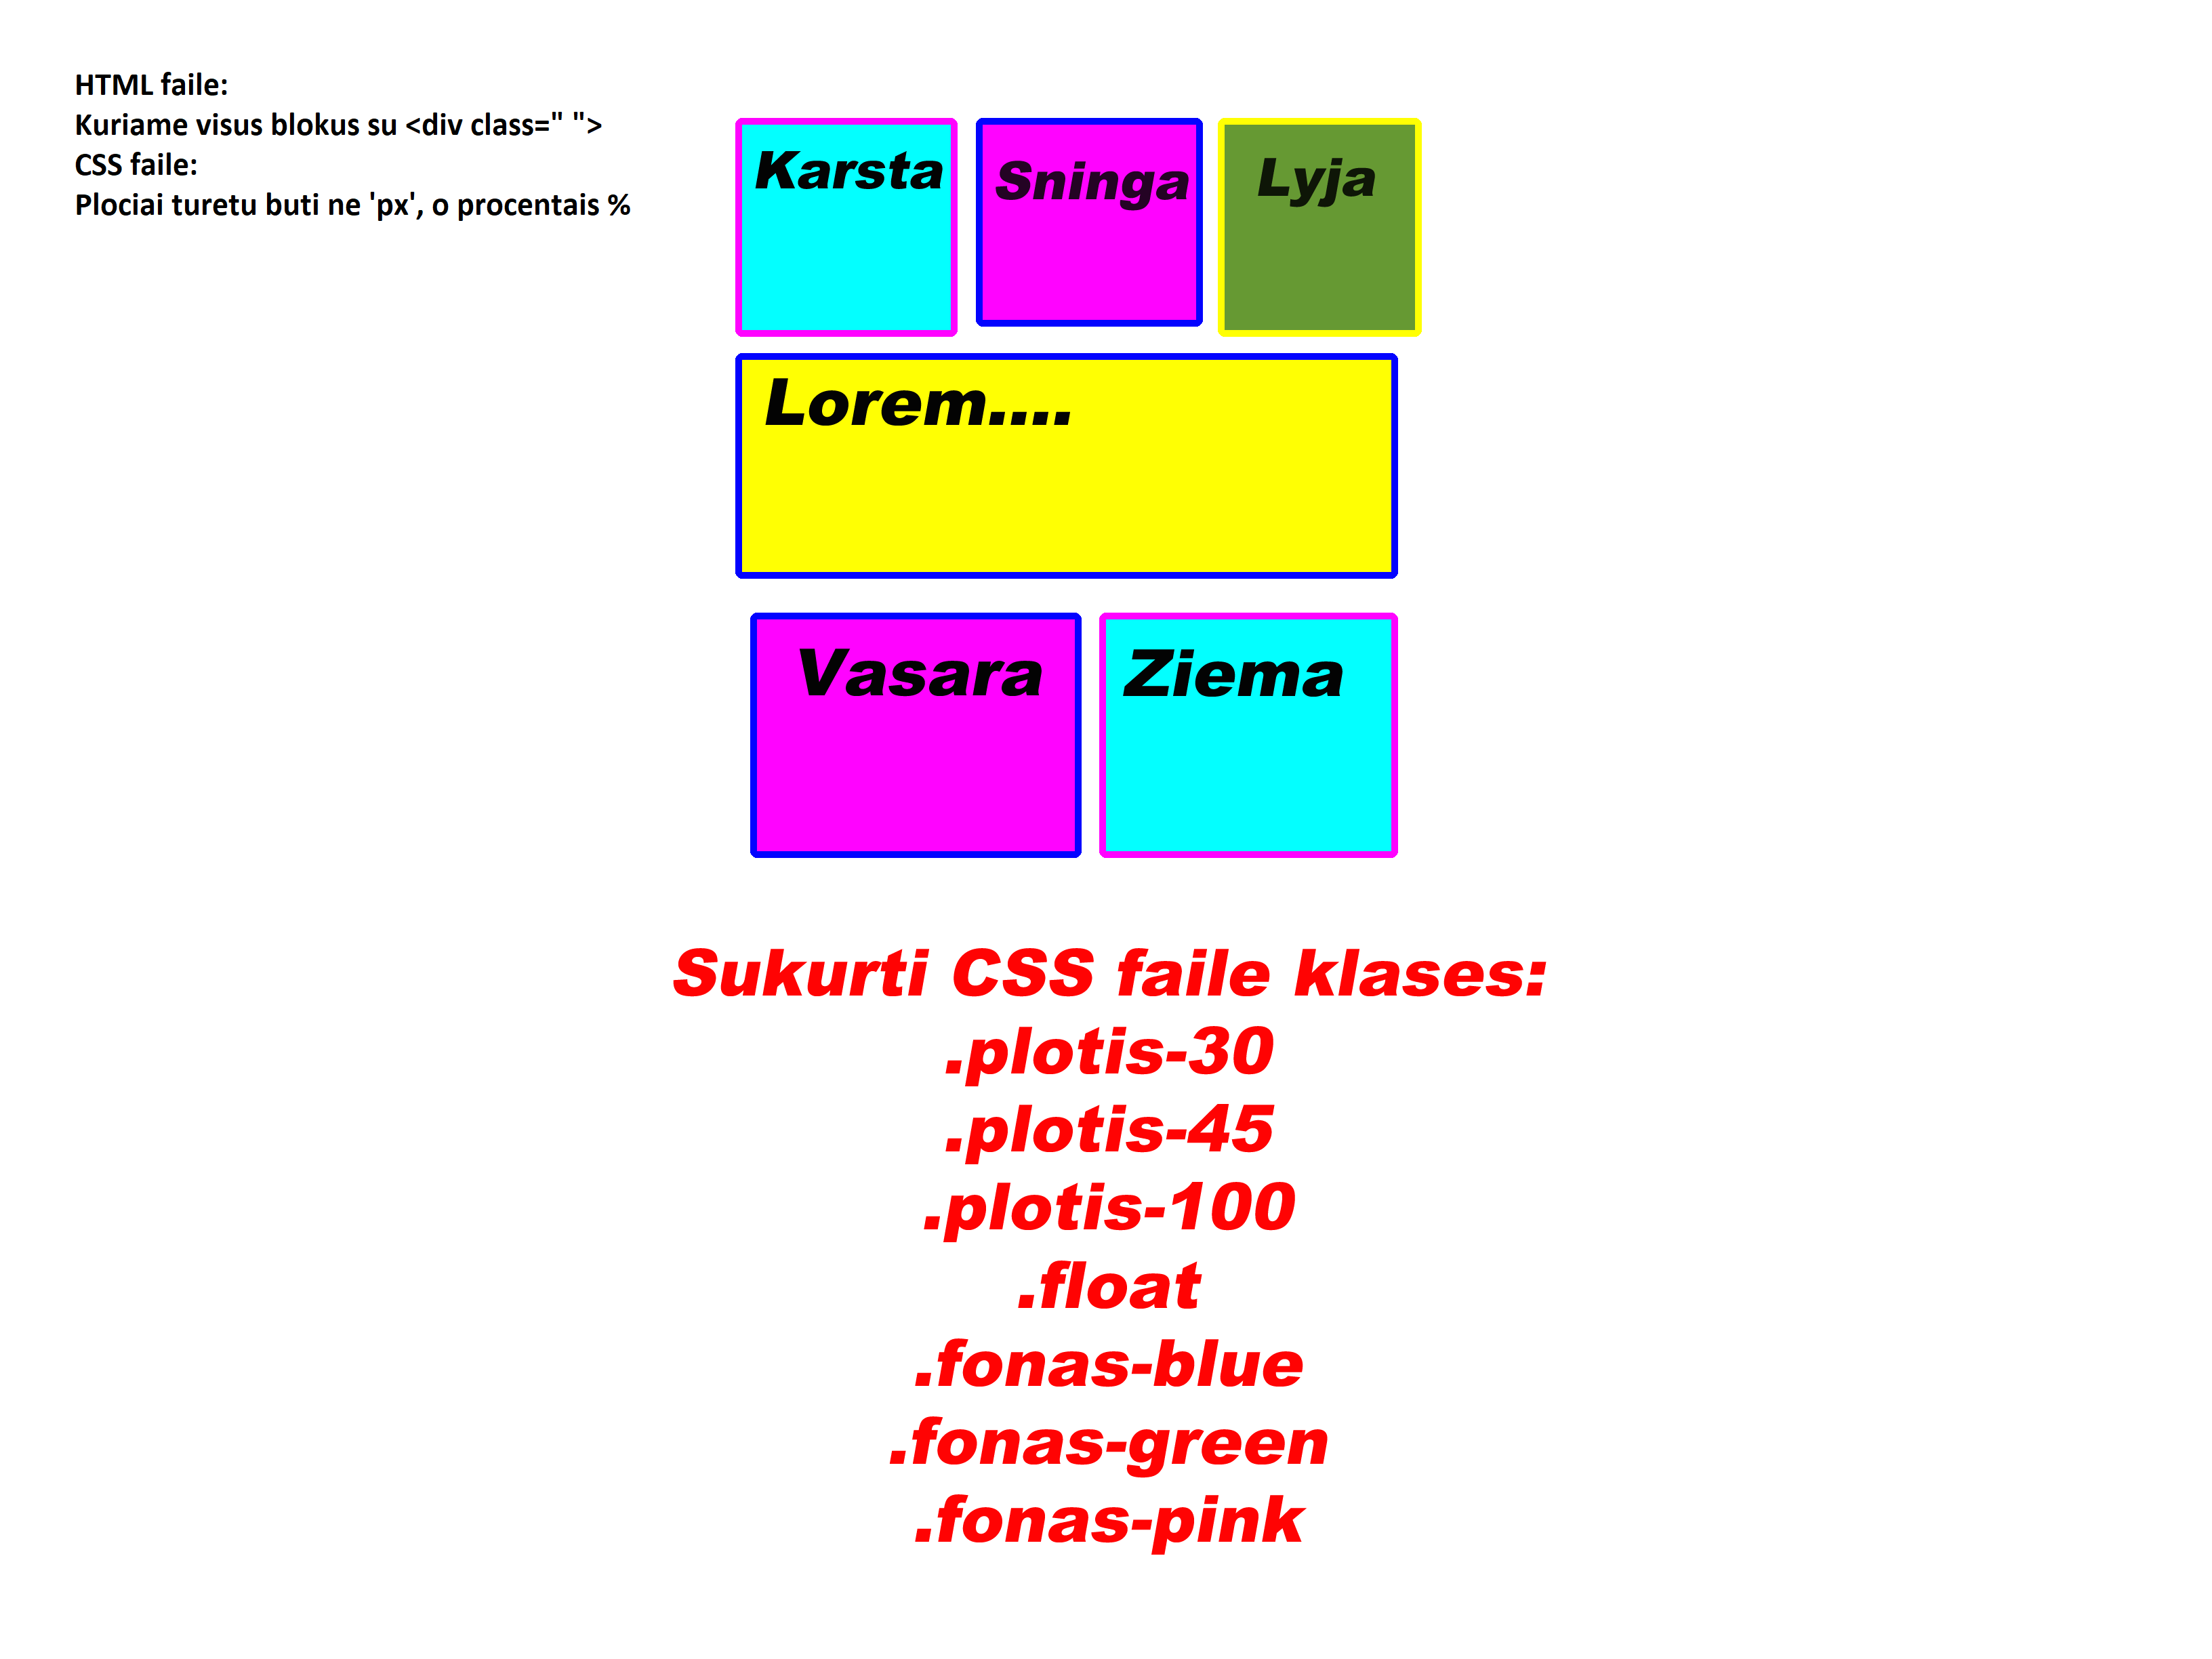 HTML faile:
Kuriame visus blokus su <div class=" ">
CSS faile:
Plociai turetu buti ne 'px', o procentais %
Karsta
Sninga
Lyja
Lorem....
Vasara
Ziema
Sukurti CSS faile klases:
.plotis-30
.plotis-45
.plotis-100
.float
.fonas-blue
.fonas-green
.fonas-pink